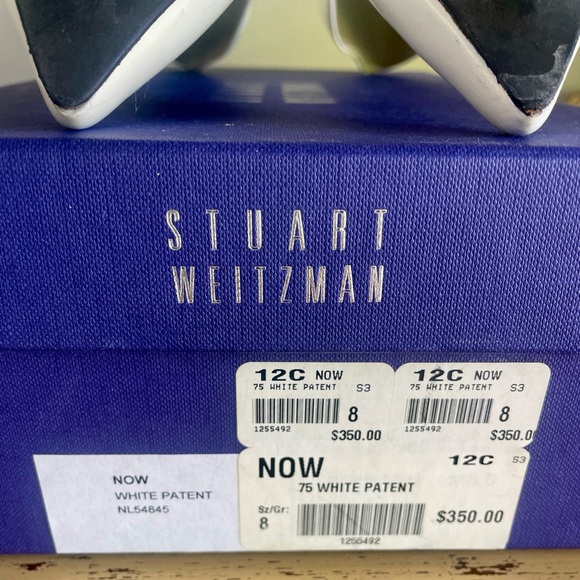 STUART
WEITZMAN
12C NOW
75 WHITE PATENT S3
8
1255492
$350.00
12C NOW
75 WHITE PATENT S3
8
1255492
$350.00
NOW
WHITE PATENT
NL54845
NOW 12C S3
75 WHITE PATENT
Sz/Gr:
8
$350.00
1255492